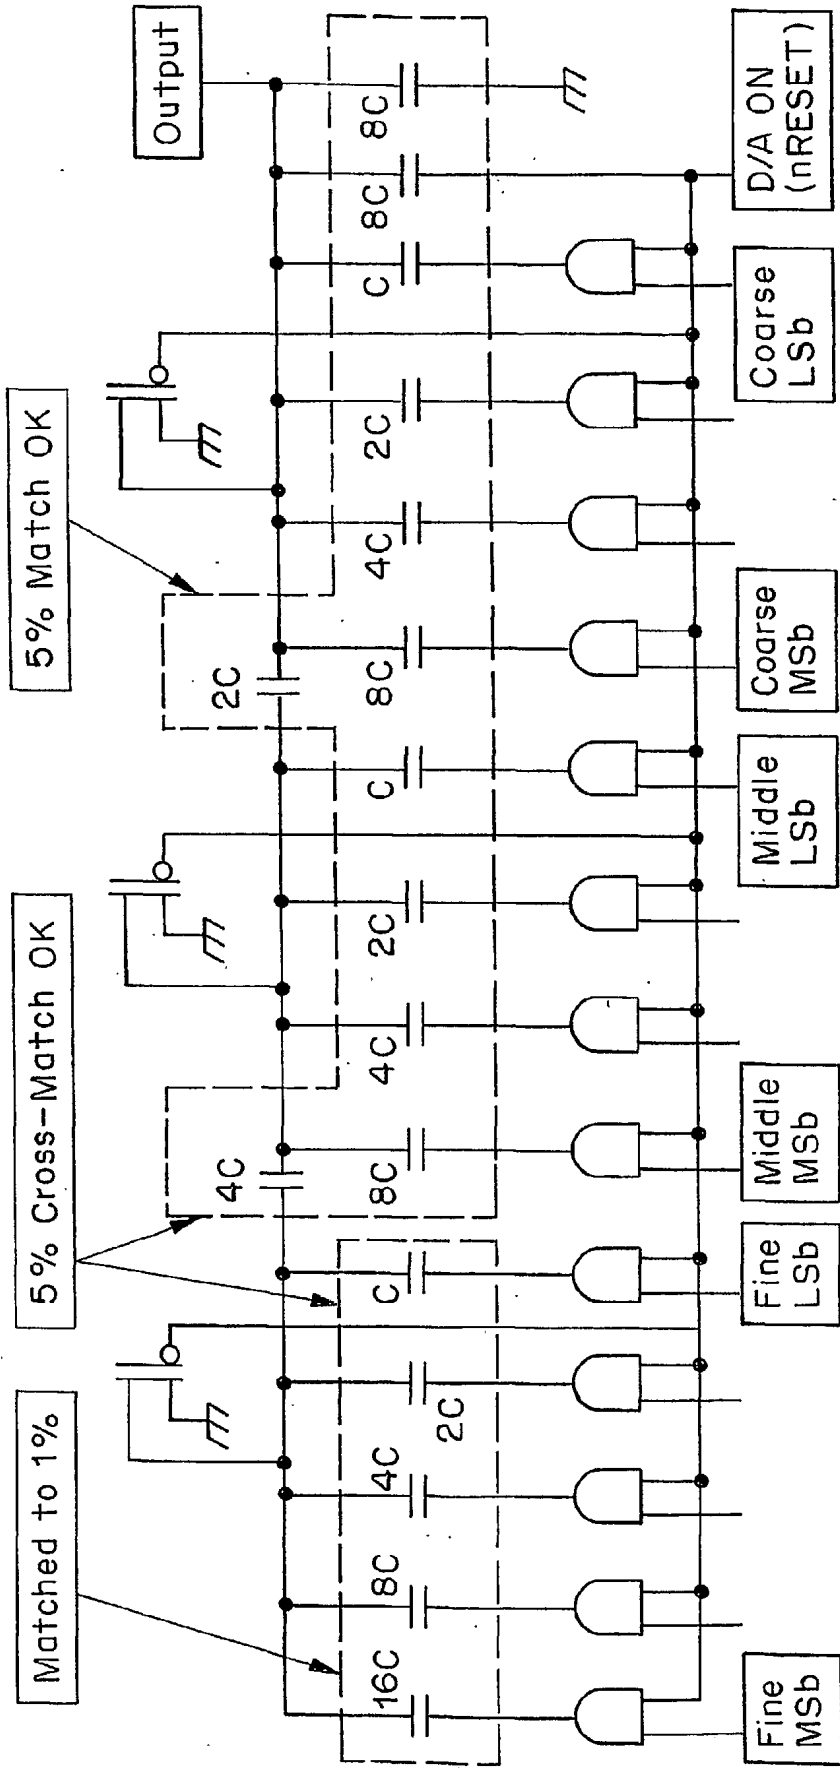 Matched to 1%
5% Cross-Match OK
5% Match OK
Output
4C
2C
16C
8C
4C
2C
C
8C
4C
2C
C
8C
4C
2C
C
8C
8C
Fine
MSb
Fine
LSb
Middle
MSb
Middle
LSb
Coarse
MSb
Coarse
LSb
D/A ON
(nRESET)